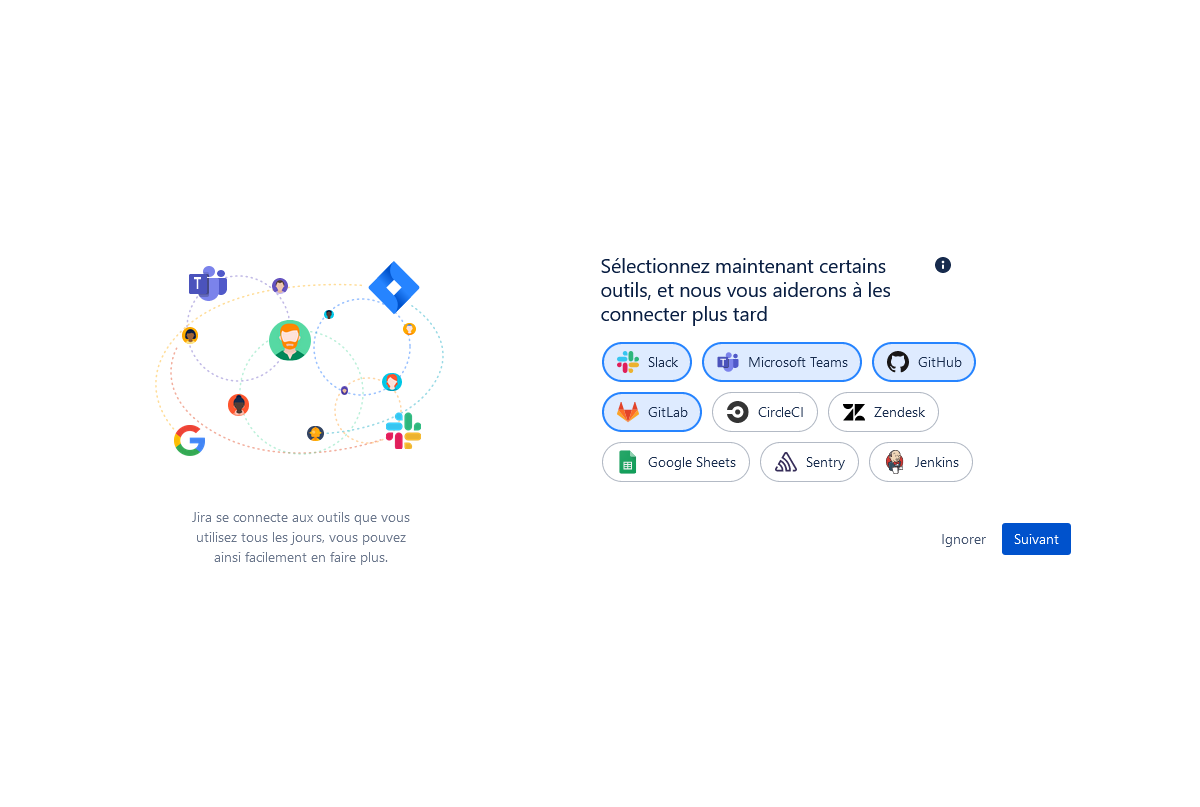 Sélectionnez maintenant certains
outils, et nous vous aiderons à les
connecter plus tard
Slack
Microsoft Teams
GitHub
GitLab
CircleCI
Zendesk
Google Sheets
Sentry
Jenkins
Jira se connecte aux outils que vous
utilisez tous les jours, vous pouvez
ainsi facilement en faire plus.
Ignorer
Suivant